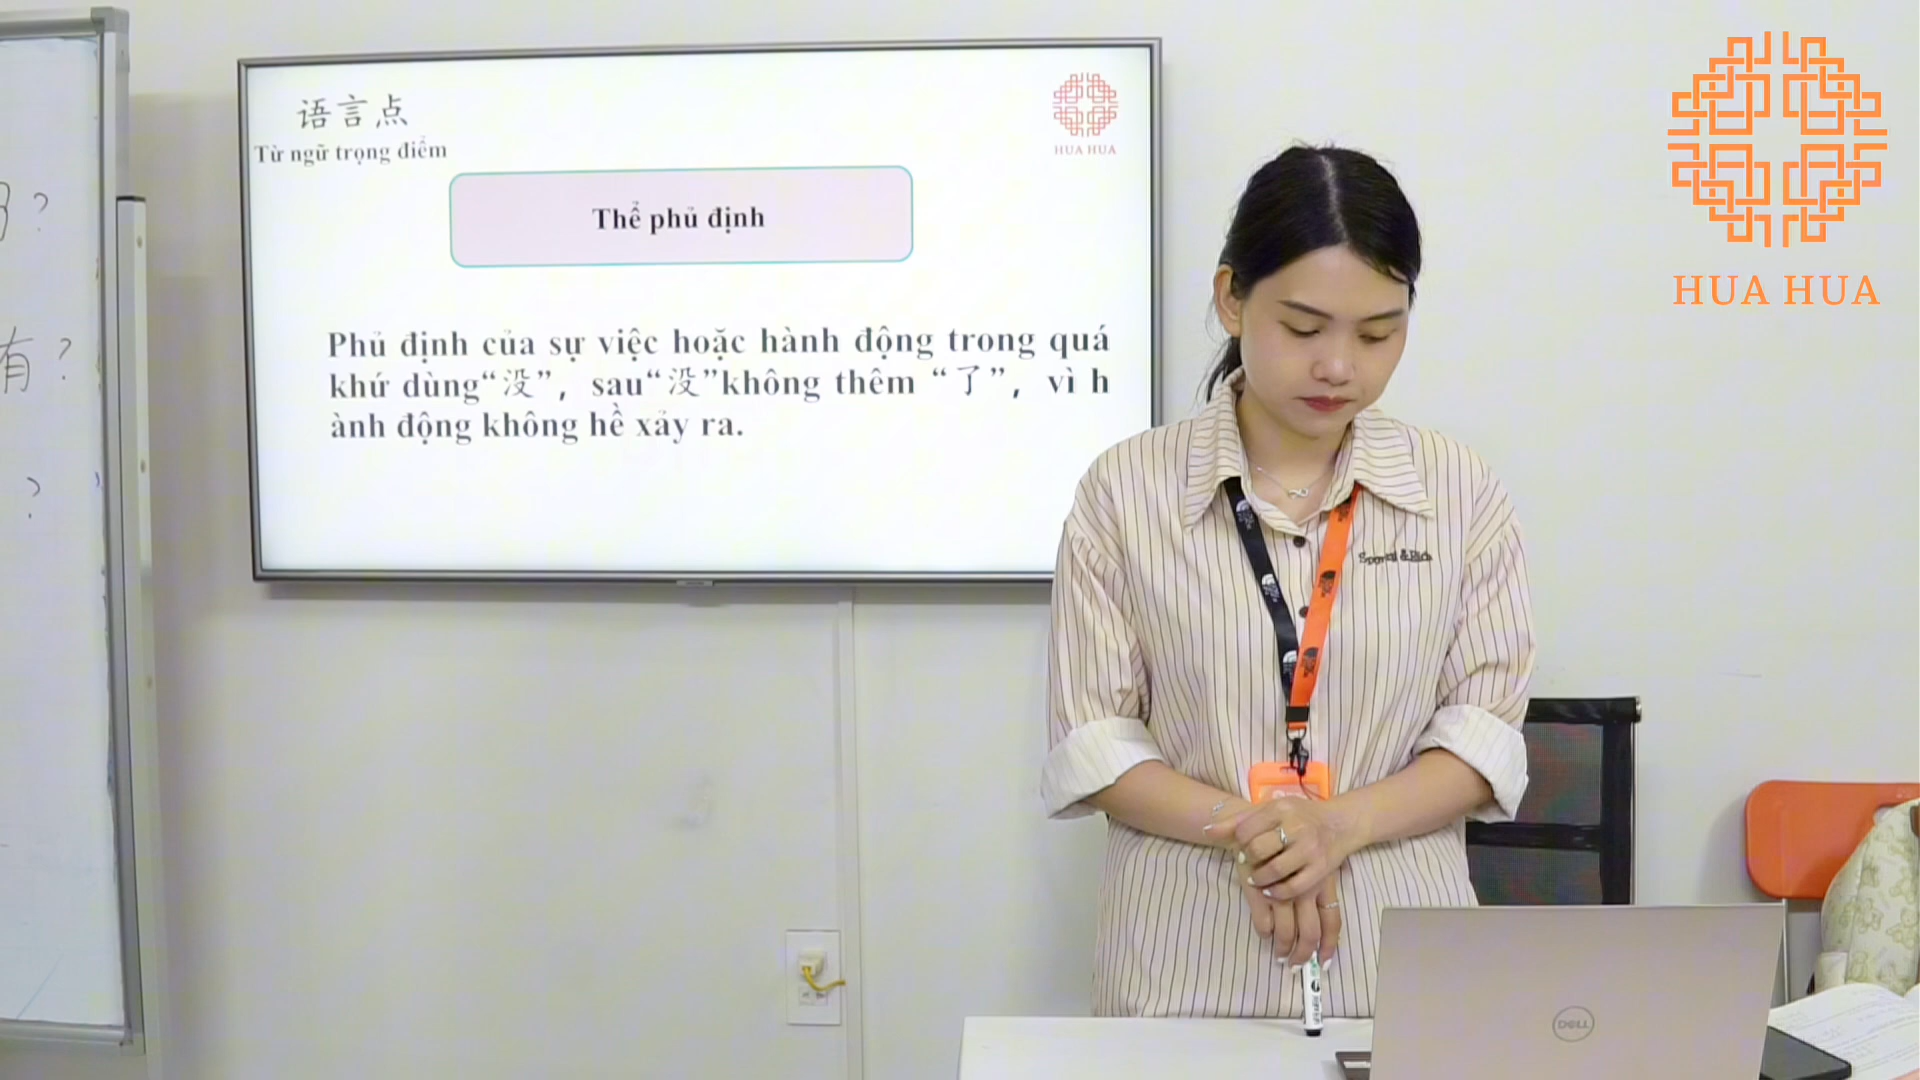 语言点
Từ ngữ trọng điểm
HUA HUA
Thể phủ định
Phủ định của sự việc hoặc hành động trong quá
khứ dùng“没”, sau“没”không thêm “了”, vì h
ành động không hề xảy ra.
HUA HUA
?
有?
?
DELL